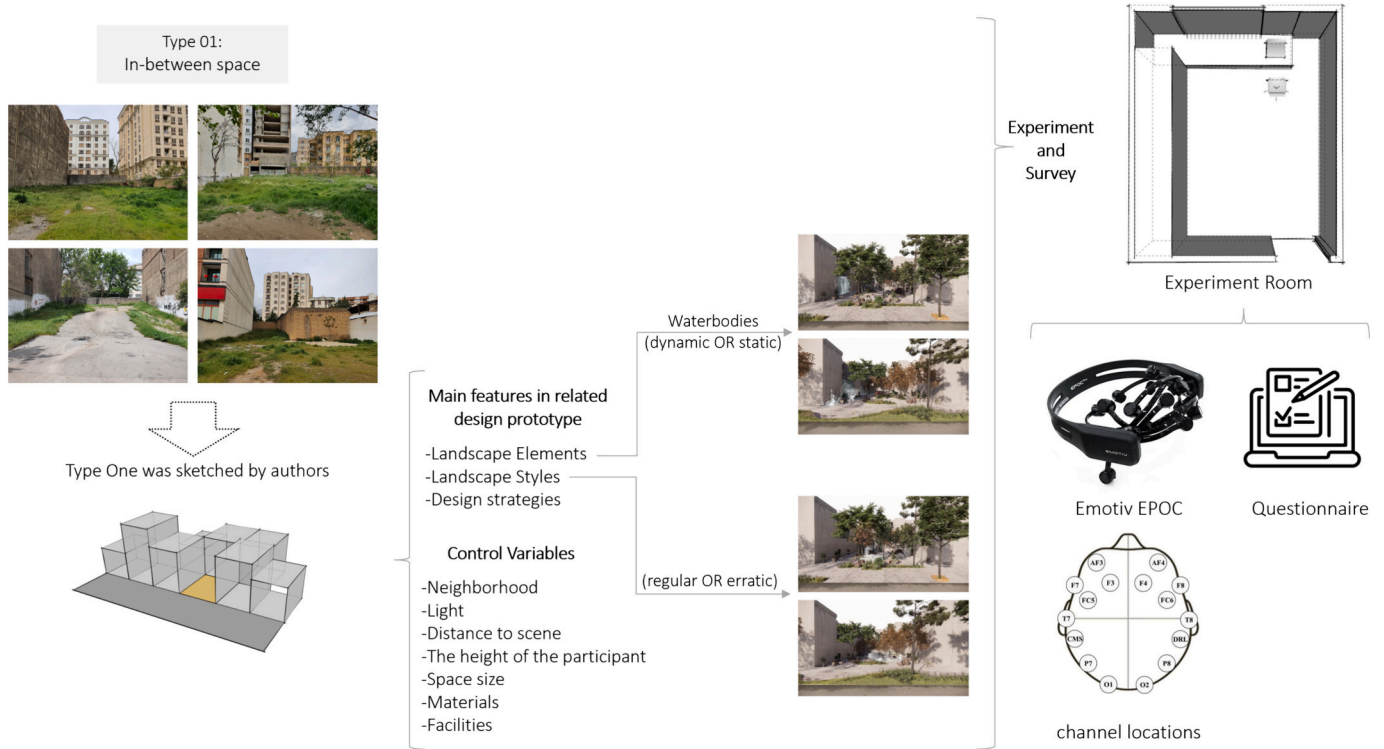 Type 01:
In-between space
Type One was sketched by authors
Main features in related
design prototype
-Landscape Elements
-Landscape Styles
-Design strategies
Control Variables
-Neighborhood
-Light
-Distance to scene
-The height of the participant
-Space size
-Materials
-Facilities
Waterbodies
(dynamic OR static)
(regular OR erratic)
Experiment
and
Survey
Experiment Room
EPOC
EMOTIV
Emotiv EPOC
Questionnaire
AF3
AF4
F7
F3
F4
F8
FC5
FC6
T7
T8
CMS
DRL
P7
P8
O1
O2
channel locations